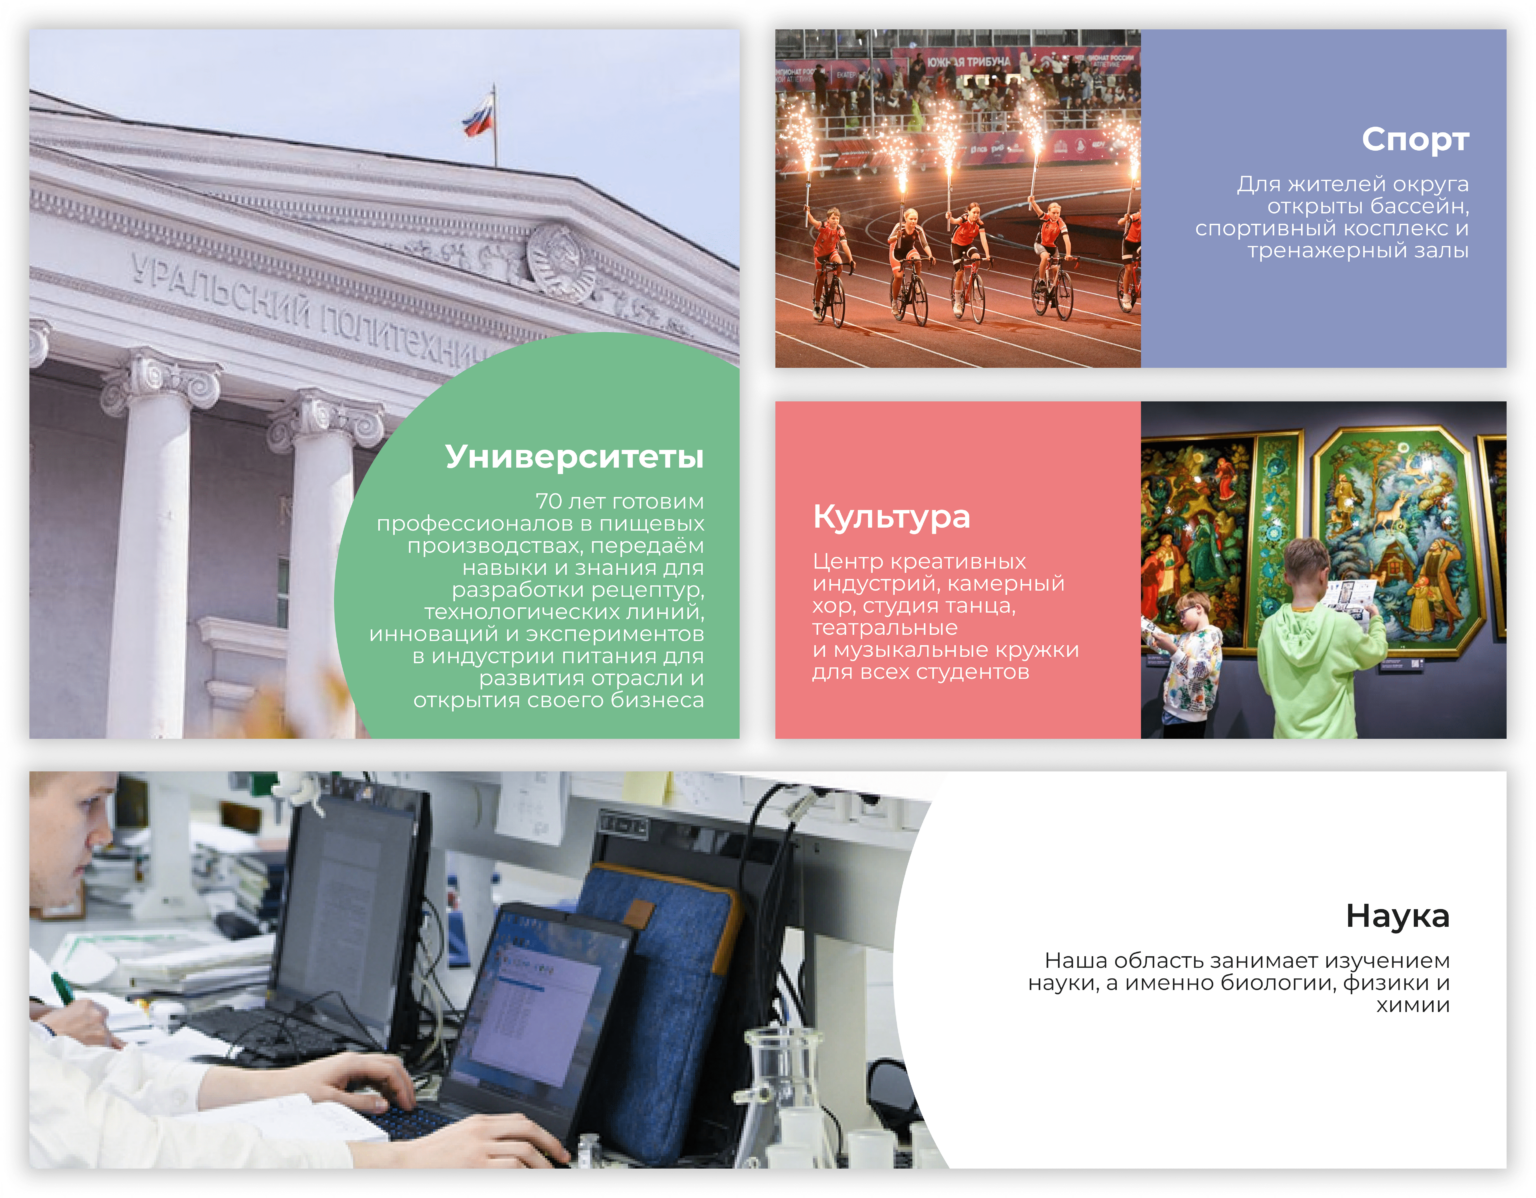 УРАЛЬСКИЙ ПОЛИТЕХНИЧ
Университеты
70 лет готовим
профессионалов в пищевых
производствах, передаём
навыки и знания для
разработки рецептур,
технологических линий,
инноваций и экспериментов
в индустрии питания для
развития отрасли и
открытия своего бизнеса
ЮЖНАЯ ТРИБУНА
Спорт
Для жителей округа
открыты бассейн,
спортивный косплекс и
тренажерный залы
Культура
Центр креативных
индустрий, камерный
хор, студия танца,
театральные
и музыкальные кружки
для всех студентов
Наука
Наша область занимает изучением
науки, а именно биологии, физики и
химии